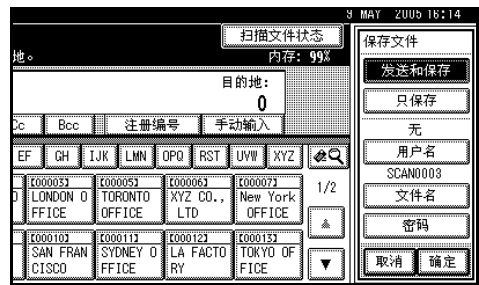 9 MAY 2005 16:14
扫描文件状态
地。
内存: 99%
目的地:
0
Cc Bcc 注册编号 手动输入
EF GH IJK LMN OPQ RST UVW XYZ
[00003] LONDON O
FFICE
[00005] TORONTO
OFFICE
[00006] XYZ CO.,
LTD
[00007] New York
OFFICE
1/2
[00010] SAN FRAN
CISCO
[00011] SYDNEY O
FFICE
[00012] LA FACTO
RY
[00013] TOKYO OF
FICE
保存文件
发送和保存
只保存
无
用户名
SCAN0003
文件名
密码
取消 确定